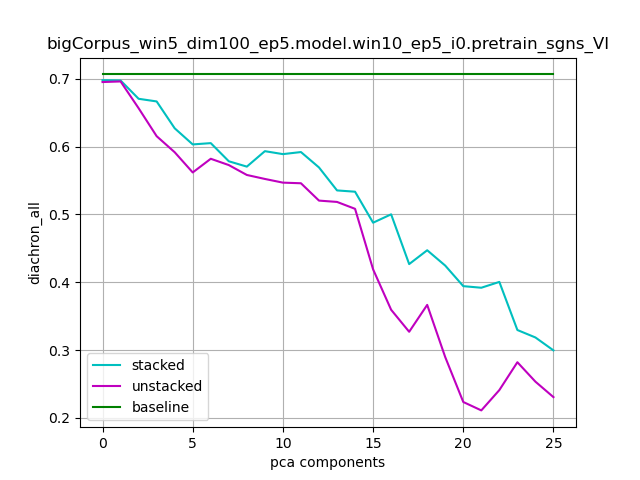 bigCorpus_win5_dim100_ep5.model.win10_ep5_i0.pretrain_sgns_VI
0.7
0.6
0.5
0.4
0.3
0.2
diachron_all
stacked
unstacked
baseline
0 5 10 15 20 25
pca components